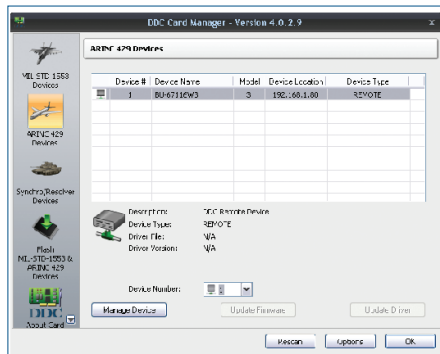 DDC Card Manager - Version 4.0.2.9
ARINC 429 Devices
MIL-STD-1553
Devices
ARINC 429
Devices
Synchro/Resolver
Devices
Flash
MIL-STD-1553 &
ARINC 429
Devices
DDC
About Card
Device # Device Name Model Device Location Device Type
1 BU-67116W3 3 192.168.1.80 REMOTE
Description: DDC Remote Device
Device Type: REMOTE
Driver File: N/A
Driver Version: N/A
Device Number:
Manage Device Update Firmware Update Driver
Rescan Options OK